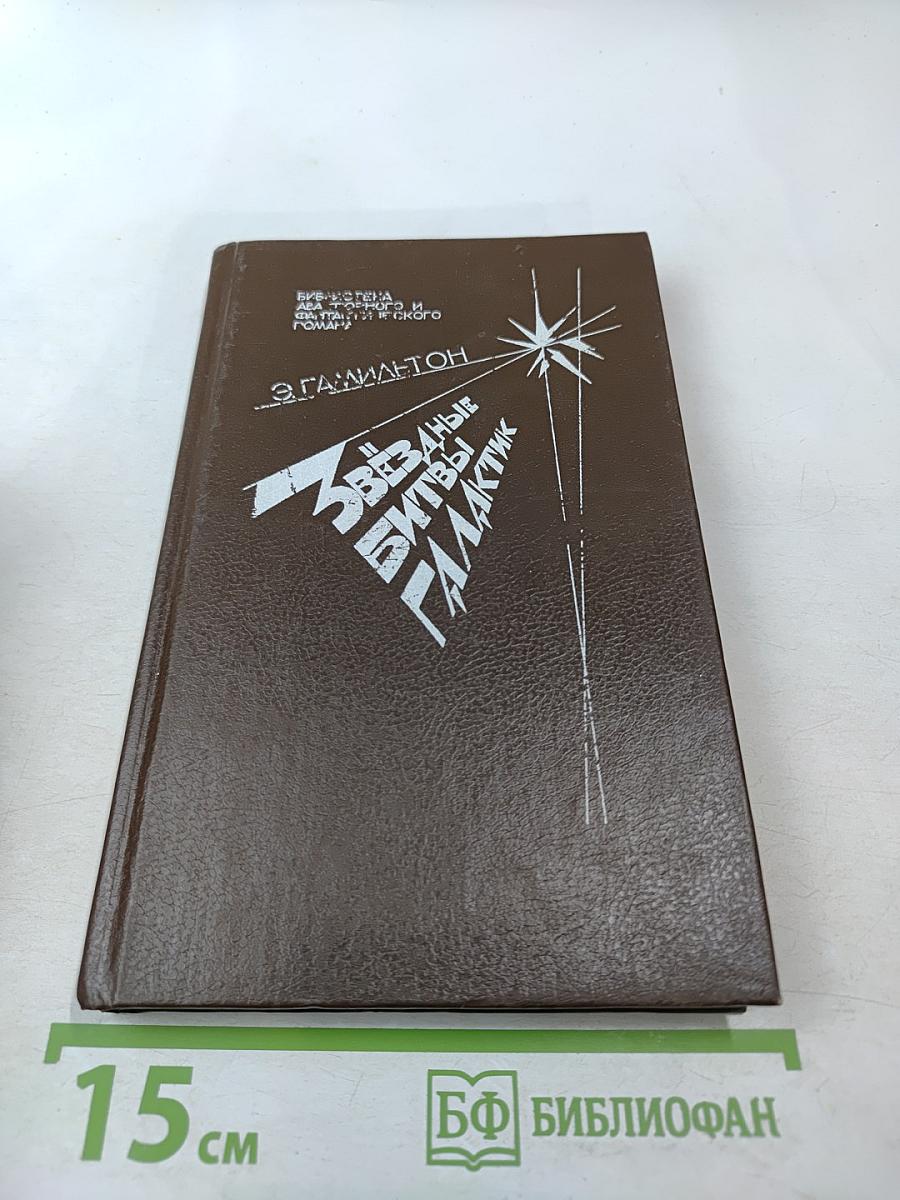 БИБЛИОТЕКА
АВАНТЮРНОГО И
ФАНТАСТИЧЕСКОГО
РОМАНА
Э. ГАМИЛЬТОН
ЗВЁЗДНЫЕ
БИТВЫ
ГАЛАКТИК
15 см
БФ БИБЛИОФАН